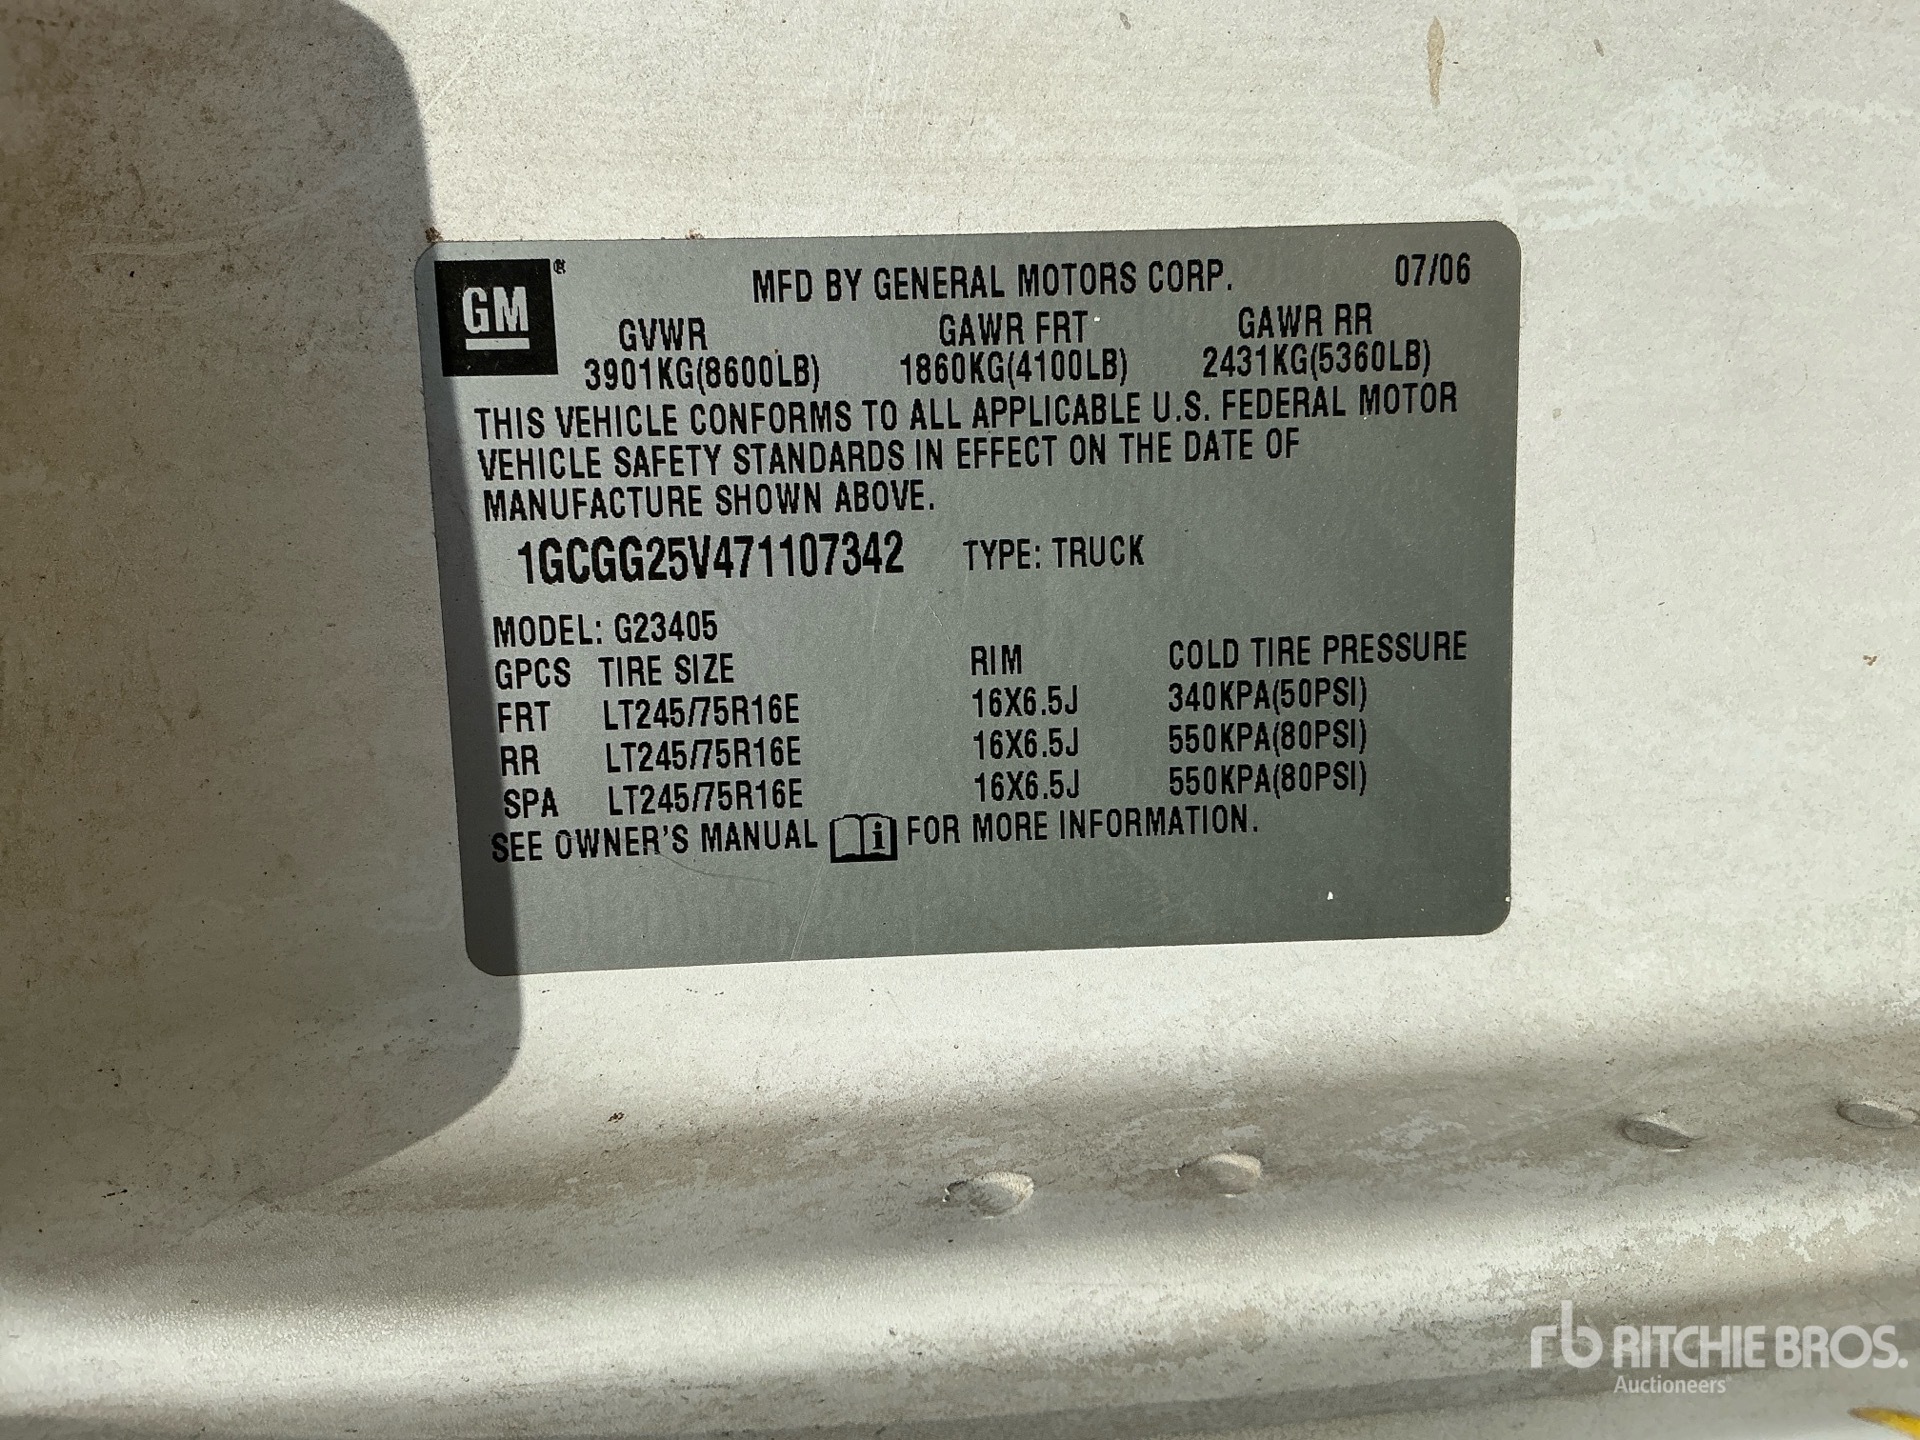 GM ®
MFD BY GENERAL MOTORS CORP. 07/06
GVWR GAWR FRT GAWR RR
3901KG(8600LB) 1860KG(4100LB) 2431KG(5360LB)
THIS VEHICLE CONFORMS TO ALL APPLICABLE U.S. FEDERAL MOTOR
VEHICLE SAFETY STANDARDS IN EFFECT ON THE DATE OF
MANUFACTURE SHOWN ABOVE.
1GCGG25V471107342 TYPE: TRUCK
MODEL: G23405
GPCS TIRE SIZE RIM COLD TIRE PRESSURE
FRT LT245/75R16E 16X6.5J 340KPA(50PSI)
RR LT245/75R16E 16X6.5J 550KPA(80PSI)
SPA LT245/75R16E 16X6.5J 550KPA(80PSI)
SEE OWNER'S MANUAL i FOR MORE INFORMATION.
rb RITCHIE BROS.
Auctioneers